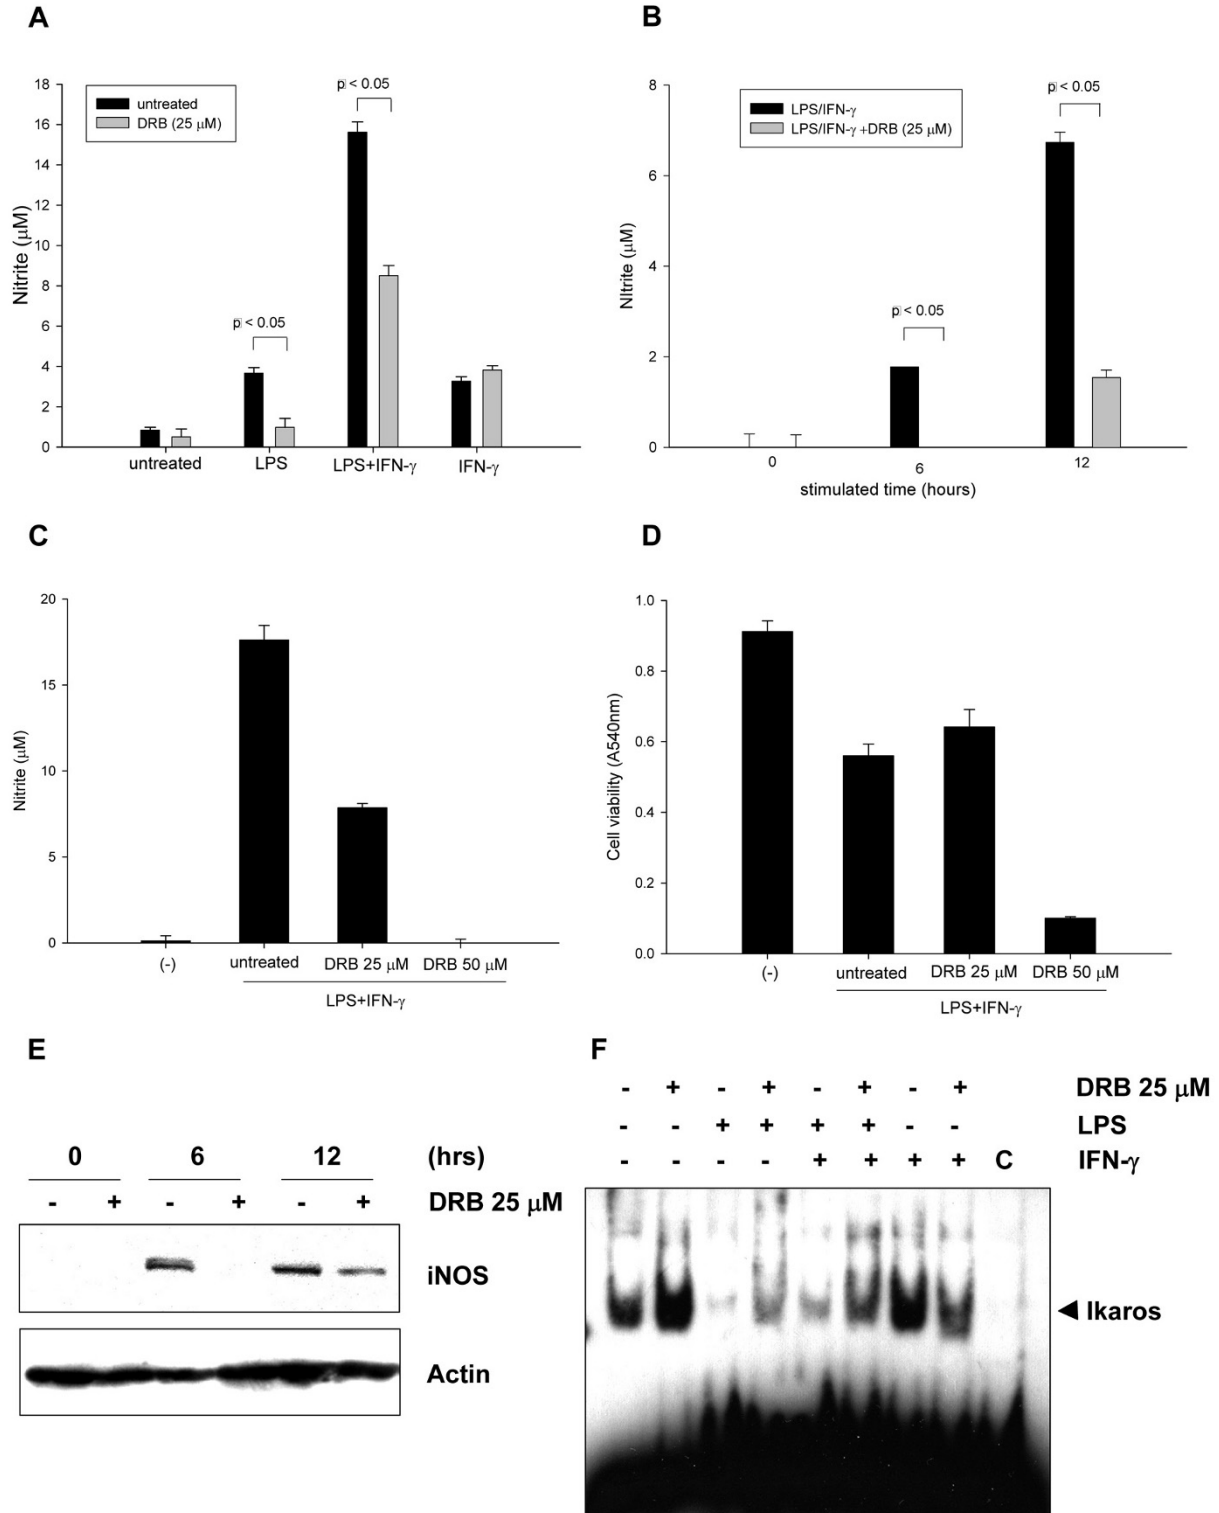 A
18
16
14
12
10
8
6
4
2
0
Nitrite (μM)
untreated
DRB (25 μM)
p < 0.05
p < 0.05
untreated
LPS
LPS+IFN-γ
IFN-γ
B
8
6
4
2
0
NItrite (μM)
LPS/IFN-γ
LPS/IFN-γ +DRB (25 μM)
p < 0.05
p < 0.05
0
6
12
stimulated time (hours)
C
20
15
10
5
0
Nitrite (μM)
(-)
untreated
DRB 25 μM
DRB 50 μM
LPS+IFN-γ
D
1.0
0.8
0.6
0.4
0.2
0.0
Cell viability (A540nm)
(-)
untreated
DRB 25 μM
DRB 50 μM
LPS+IFN-γ
E
0 6 12 (hrs)
- + - + - + DRB 25 μM
iNOS
Actin
F
- + - + - + - + DRB 25 μM
- - + + + + - - LPS
- - - - + + + + C IFN-γ
Ikaros